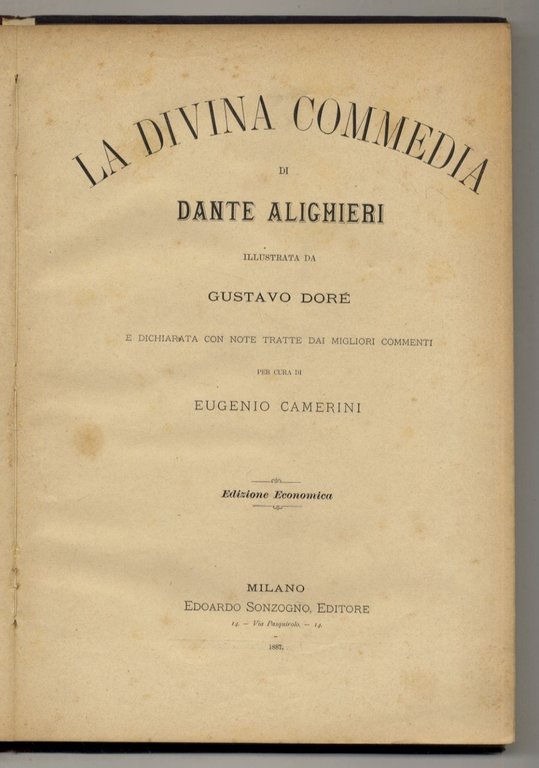 LA DIVINA COMMEDIA
DI
DANTE ALIGHIERI
ILLUSTRATA DA
GUSTAVO DORÉ
E DICHIARATA CON NOTE TRATTE DAI MIGLIORI COMMENTI
PER CURA DI
EUGENIO CAMERINI
Edizione Economica
MILANO
EDOARDO SONZOGNO, EDITORE
14. — Via Pasquirolo. — 14.
1887.